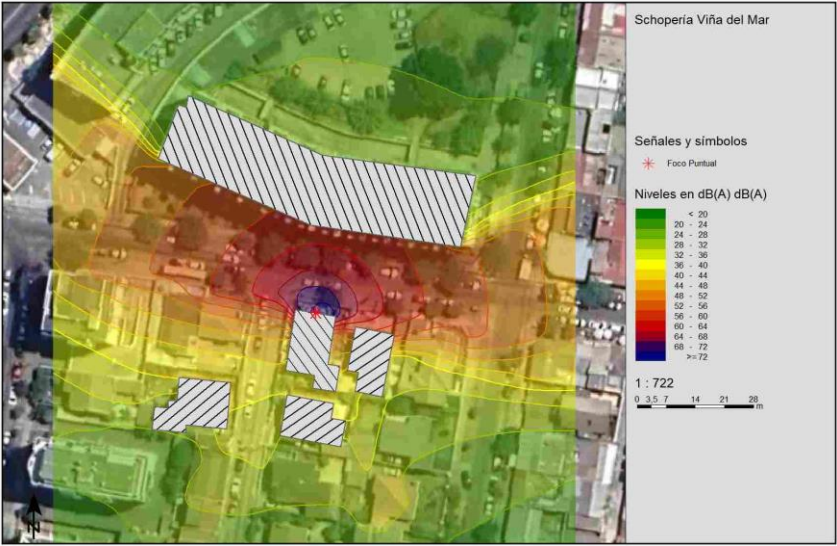 Schopería Viña del Mar
Señales y símbolos
Foco Puntual
Niveles en dB(A) dB(A)
< 20
20 - 24
24 - 28
28 - 32
32 - 36
36 - 40
40 - 44
44 - 48
48 - 52
52 - 56
56 - 60
60 - 64
64 - 68
68 - 72
>= 72
1 : 722
0 3,5 7 14 21 28
m
N